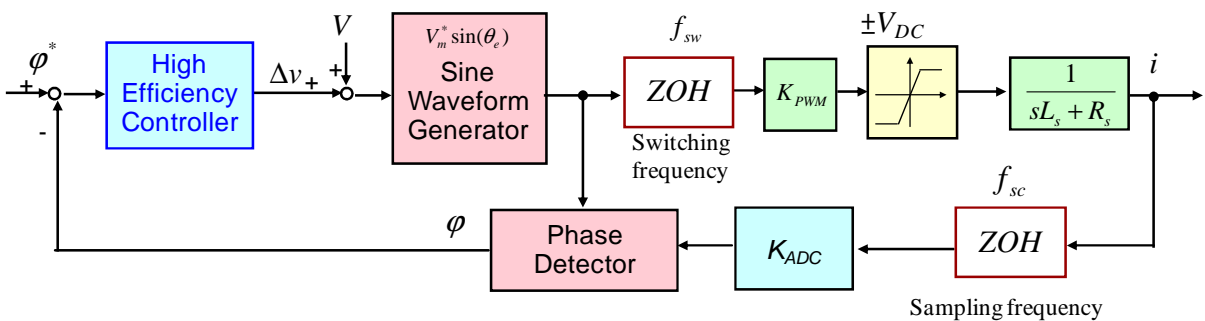 φ*
+
-
High
Efficiency
Controller
Δv
+
V
+
V*m sin(θe)
Sine
Waveform
Generator
fsw
ZOH
Switching
frequency
KPWM
±VDC
1
sLs + Rs
i
fsc
ZOH
Sampling frequency
KADC
Phase
Detector
φ